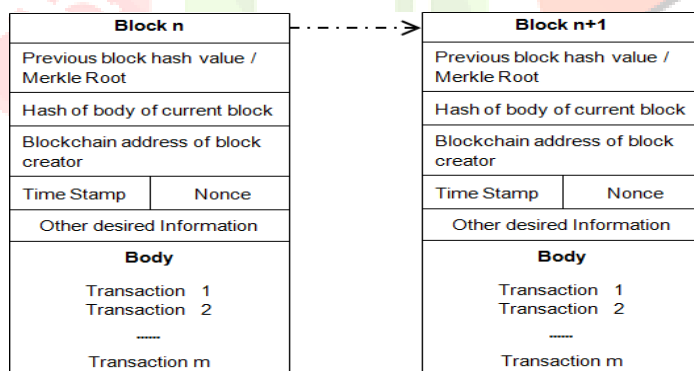 Block n
Previous block hash value /
Merkle Root
Hash of body of current block
Blockchain address of block
creator
Time Stamp Nonce
Other desired Information
Body
Transaction 1
Transaction 2
......
Transaction m
Block n+1
Previous block hash value /
Merkle Root
Hash of body of current block
Blockchain address of block
creator
Time Stamp Nonce
Other desired Information
Body
Transaction 1
Transaction 2
......
Transaction m